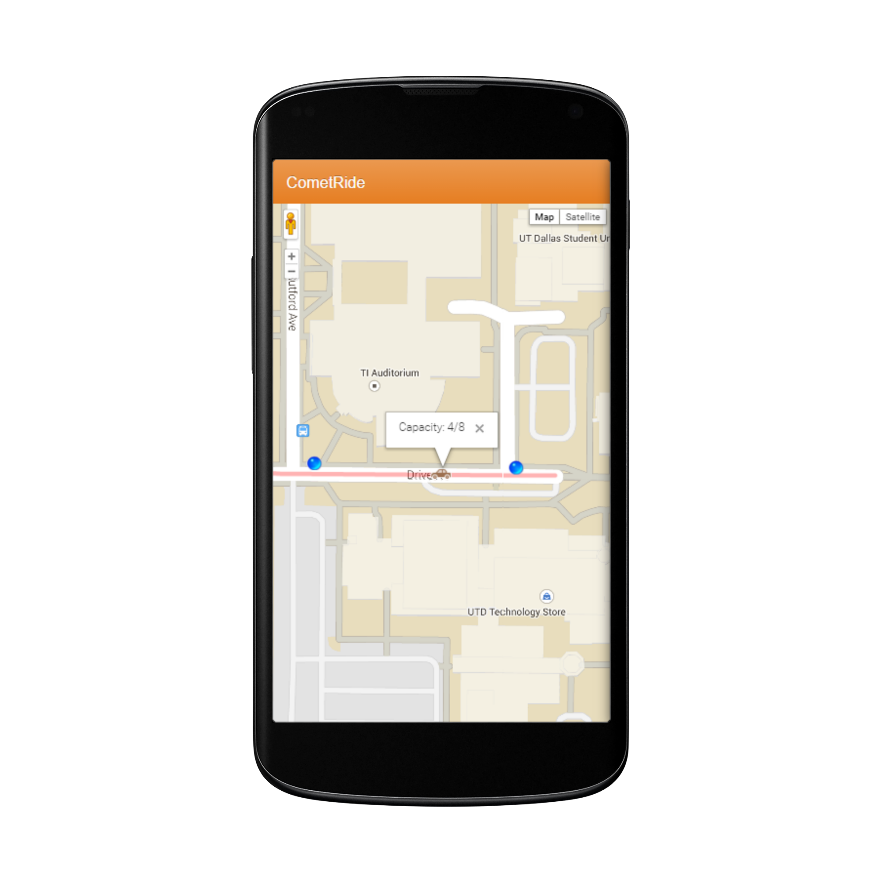 CometRide
Map Satellite
UT Dallas Student Un
+
−
utford Ave
TI Auditorium
Capacity: 4/8 ×
Drive
UTD Technology Store